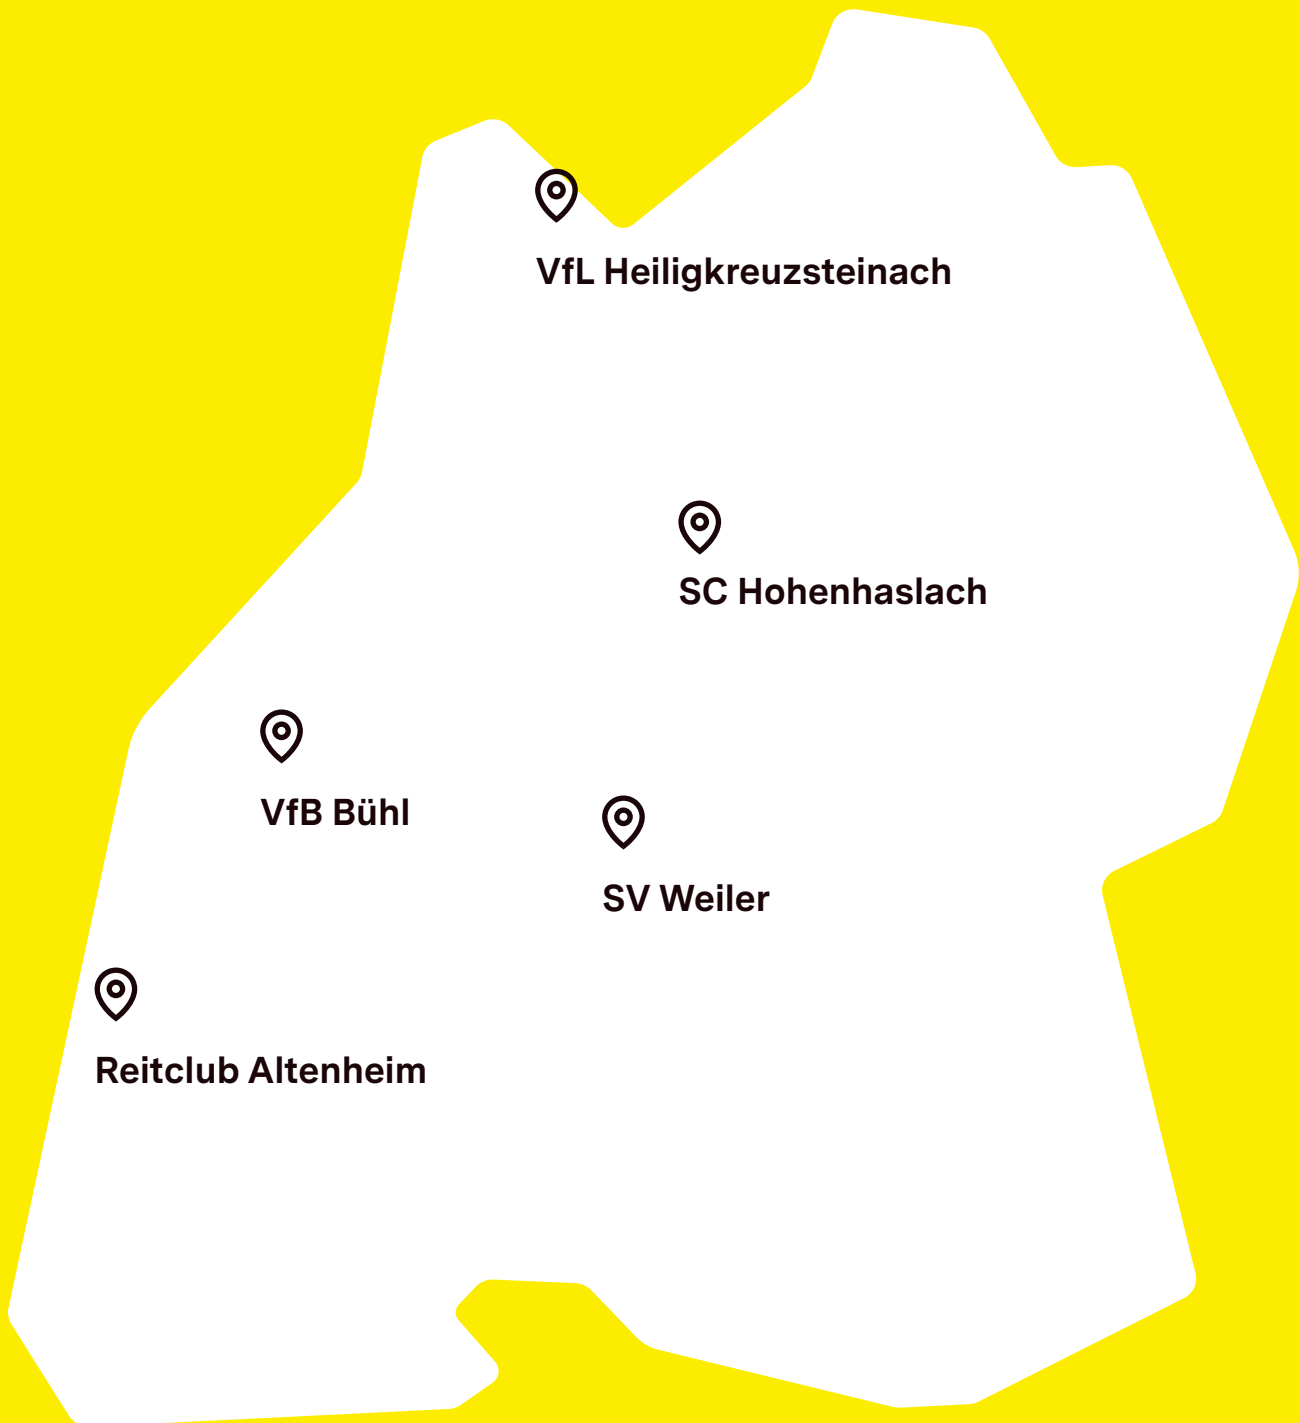 VfL Heiligkreuzsteinach
SC Hohenhaslach
VfB Bühl
SV Weiler
Reitclub Altenheim